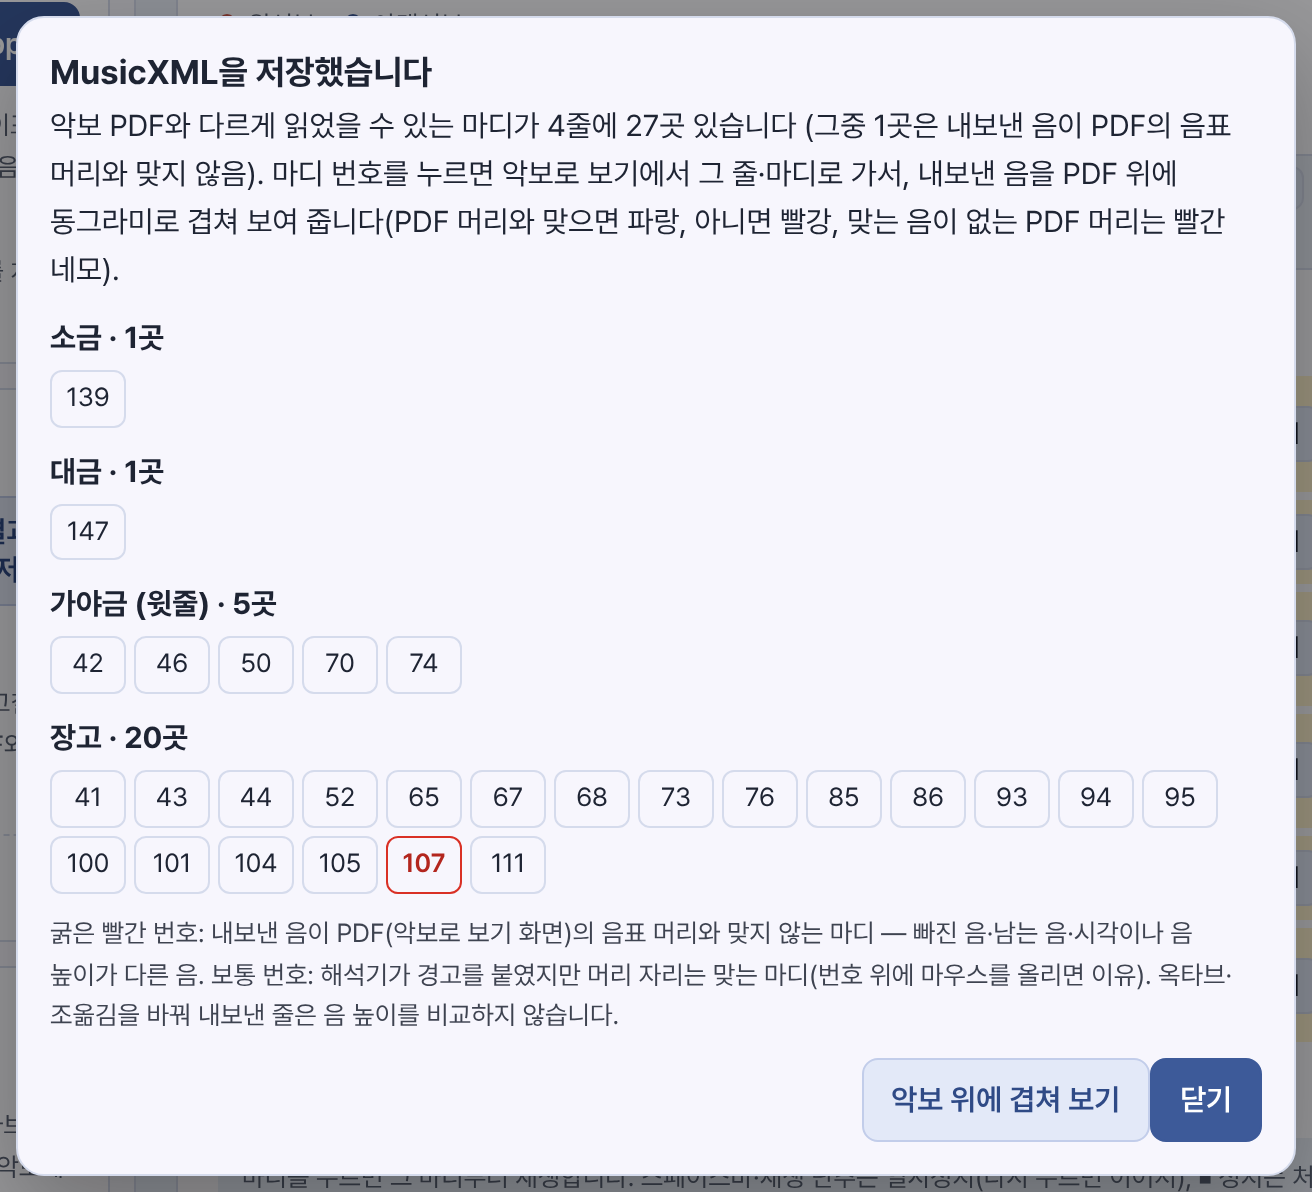 MusicXML을 저장했습니다
악보 PDF와 다르게 읽었을 수 있는 마디가 4줄에 27곳 있습니다 (그중 1곳은 내보낸 음이 PDF의 음표
머리와 맞지 않음). 마디 번호를 누르면 악보로 보기에서 그 줄·마디로 가서, 내보낸 음을 PDF 위에
동그라미로 겹쳐 보여 줍니다(PDF 머리와 맞으면 파랑, 아니면 빨강, 맞는 음이 없는 PDF 머리는 빨간
네모).
소금 · 1곳
139
대금 · 1곳
147
가야금 (윗줄) · 5곳
42 46 50 70 74
장고 · 20곳
41 43 44 52 65 67 68 73 76 85 86 93 94 95
100 101 104 105 107 111
굵은 빨간 번호: 내보낸 음이 PDF(악보로 보기 화면)의 음표 머리와 맞지 않는 마디 — 빠진 음·남는 음·시각이나 음
높이가 다른 음. 보통 번호: 해석기가 경고를 붙였지만 머리 자리는 맞는 마디(번호 위에 마우스를 올리면 이유). 옥타브·
조옮김을 바꿔 내보낸 줄은 음 높이를 비교하지 않습니다.
악보 위에 겹쳐 보기 닫기